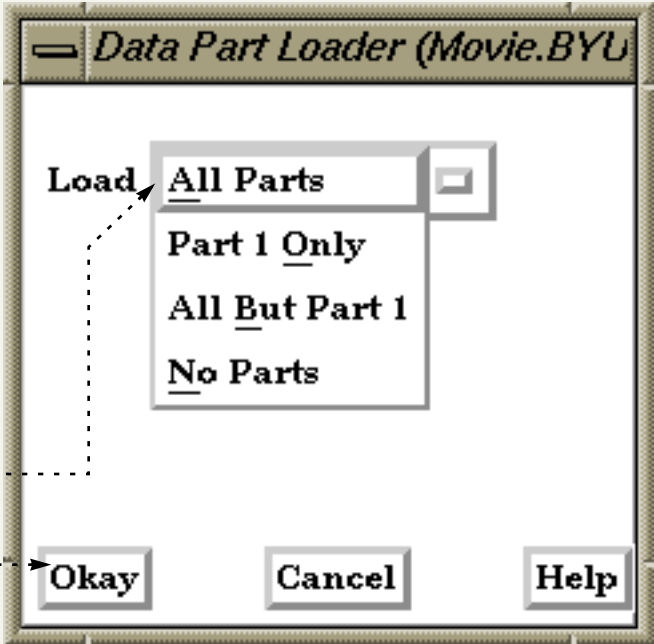 Data Part Loader (Movie.BYU
Load All Parts
Part 1 Only
All But Part 1
No Parts
Okay Cancel Help